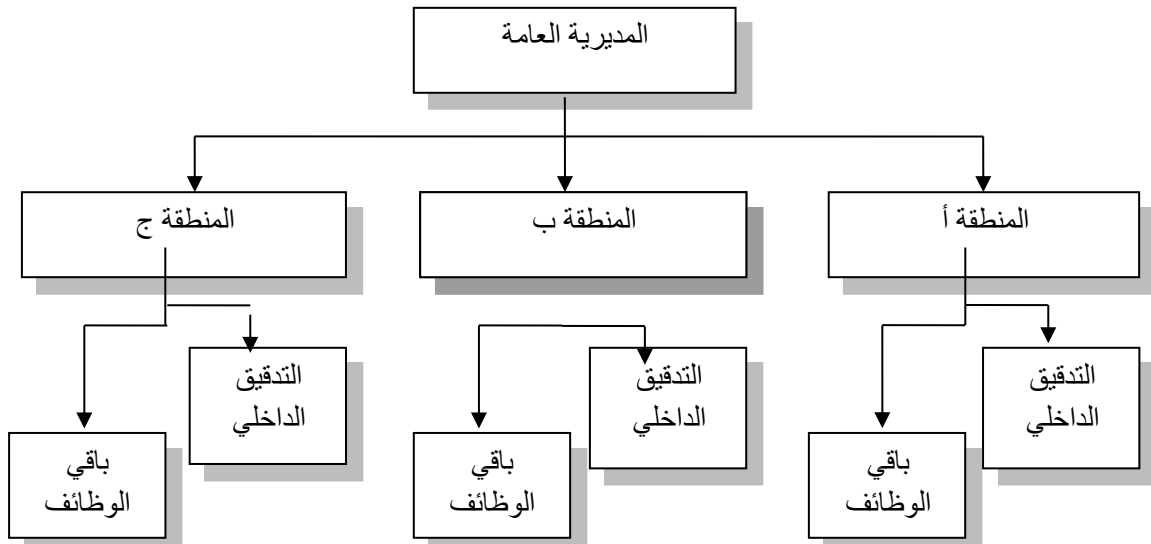 المديرية العامة
المنطقة أ
المنطقة ب
المنطقة ج
التدقيق
الداخلي
باقي
الوظائف
التدقيق
الداخلي
باقي
الوظائف
التدقيق
الداخلي
باقي
الوظائف